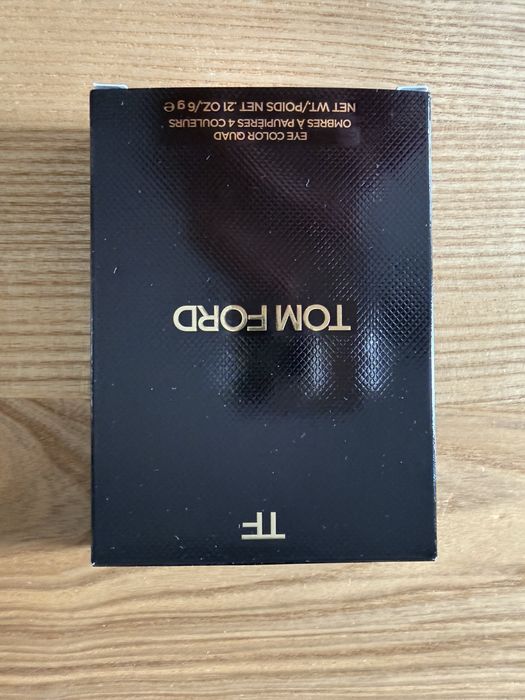 TF
TOM FORD
EYE COLOR QUAD
OMBRES À PAUPIÈRES 4 COULEURS
NET WT./POIDS NET .21 OZ./6 g ℮